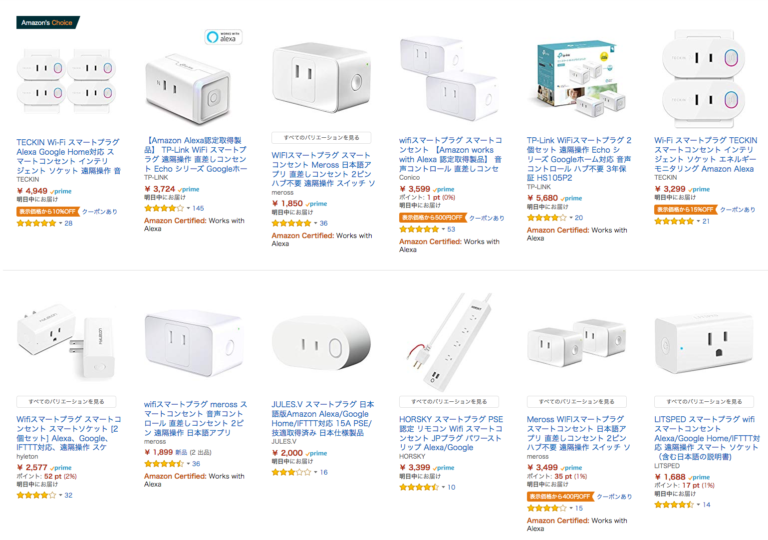 Amazon's Choice
WORKS WITH
alexa
TECKIN Wi-Fi スマートプラグ
Alexa Google Home対応 ス
マートコンセント インテリ
ジェント ソケット 遠隔操作 音
TECKIN
¥ 4,949 prime
明日中にお届け
表示価格から10%OFF クーポンあり
28
【Amazon Alexa認定取得製
品】 TP-Link WiFi スマートプ
ラグ 遠隔操作 直差しコンセン
ト Echo シリーズ Googleホー
TP-LINK
¥ 3,724 prime
明日中にお届け
145
Amazon Certified: Works with
Alexa
すべてのバリエーションを見る
WIFIスマートプラグ スマート
コンセント Meross 日本語ア
プリ 直差しコンセント 2ピン
ハブ不要 遠隔操作 スイッチ ソ
meross
¥ 1,850 prime
明日中にお届け
36
Amazon Certified: Works with
Alexa
wifiスマートプラグ スマートコ
ンセント 【Amazon works
with Alexa 認定取得製品】 音
声コントロール 直差しコンセ
Conico
¥ 3,599 prime
ポイント: 1 pt (0%)
明日中にお届け
表示価格から500円OFF クーポンあり
53
Amazon Certified: Works with
Alexa
TP-Link WiFiスマートプラグ 2
個セット 遠隔操作 Echo シ
リーズ Googleホーム対応 音声
コントロール ハブ不要 3年保
証 HS105P2
TP-LINK
¥ 5,680 prime
明日中にお届け
20
Amazon Certified: Works with
Alexa
Wi-Fi スマートプラグ TECKIN
スマートコンセント インテリ
ジェント ソケット エネルギー
モニタリング Amazon Alexa
TECKIN
¥ 3,299 prime
明日中にお届け
表示価格から15%OFF クーポンあり
21
すべてのバリエーションを見る
Wifiスマートプラグ スマートコ
ンセント スマートソケット [2
個セット] Alexa、Google、
IFTTT対応、遠隔操作 スケ
hyleton
¥ 2,577 prime
ポイント: 52 pt (2%)
明日中にお届け
32
wifiスマートプラグ meross ス
マートコンセント 音声コント
ロール 直差しコンセント 2ピ
ン 遠隔操作 日本語アプリ
meross
¥ 1,899 新品 (2 出品)
36
Amazon Certified: Works with
Alexa
JULES.V スマートプラグ 日本
語版Amazon Alexa/Google
Home/IFTTT対応 15A PSE/
技適取得済み 日本仕様製品
JULES.V
¥ 2,000 prime
明日中にお届け
16
すべてのバリエーションを見る
HORSKY スマートプラグ PSE
認定 リモコン Wifi スマートコ
ンセント JPプラグ パワースト
リップ Alexa/Google
HORSKY
¥ 3,399 prime
明日中にお届け
10
すべてのバリエーションを見る
Meross WIFIスマートプラグ
スマートコンセント 日本語ア
プリ 直差しコンセント 2ピン
ハブ不要 遠隔操作 スイッチ ソ
meross
¥ 3,499 prime
ポイント: 35 pt (1%)
明日中にお届け
表示価格から400円OFF クーポンあり
15
Amazon Certified: Works with
Alexa
すべてのバリエーションを見る
LITSPED スマートプラグ wifi
スマートコンセント
Alexa/Google Home/IFTTT対
応 遠隔操作 スマートソケット
（含む日本語の説明書)
LITSPED
¥ 1,688 prime
ポイント: 17 pt (1%)
明日中にお届け
14